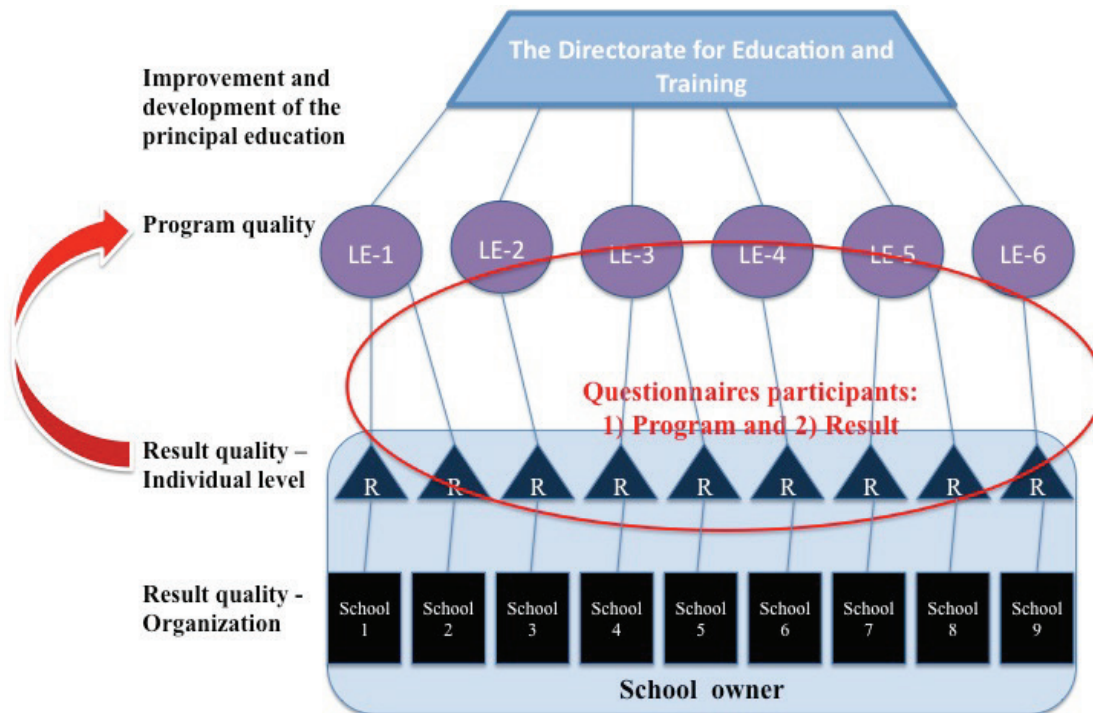 The Directorate for Education and
Training
Improvement and
development of the
principal education
Program quality
LE-1
LE-2
LE-3
LE-4
LE-5
LE-6
Questionnaires participants:
1) Program and 2) Result
Result quality –
Individual level
R
R
R
R
R
R
R
R
R
Result quality -
Organization
School
1
School
2
School
3
School
4
School
5
School
6
School
7
School
8
School
9
School owner